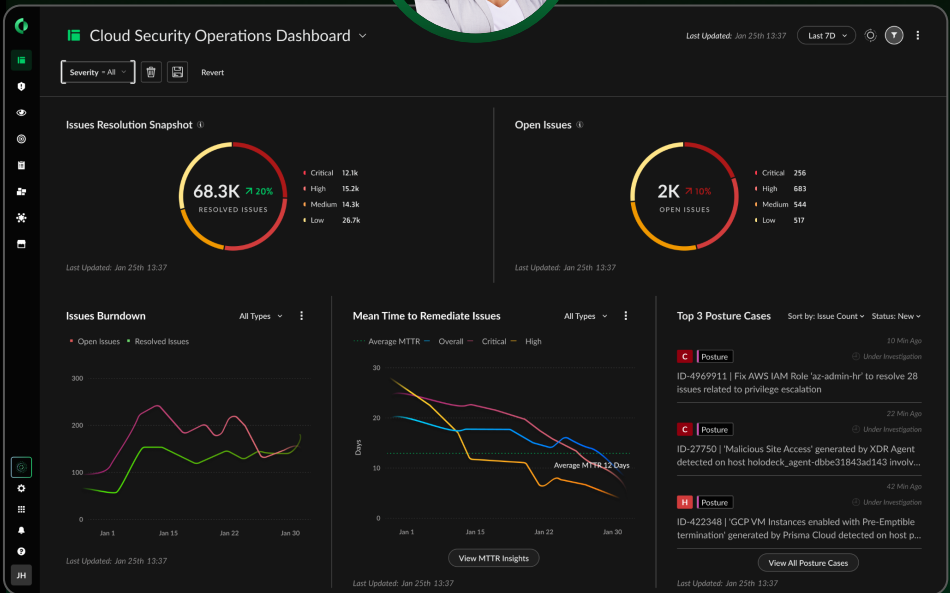 Cloud Security Operations Dashboard
Last Updated: Jan 25th 13:37
Last 7D
Severity = All
Revert
Issues Resolution Snapshot
68.3K 20%
RESOLVED ISSUES
Critical 12.1k
High 15.2k
Medium 14.3k
Low 26.7k
Last Updated: Jan 25th 13:37
Open Issues
2K 10%
OPEN ISSUES
Critical 256
High 683
Medium 544
Low 517
Last Updated: Jan 25th 13:37
Issues Burndown
All Types
Open Issues Resolved Issues
300
200
100
0
Jan 1 Jan 15 Jan 22 Jan 30
Last Updated: Jan 25th 13:37
Mean Time to Remediate Issues
All Types
Average MTTR Overall Critical High
30
20
10
0
Days
Average MTTR 12 Days
Jan 1 Jan 15 Jan 22 Jan 30
View MTTR Insights
Last Updated: Jan 25th 13:37
Top 3 Posture Cases
Sort by: Issue Count Status: New
10 Min Ago
C Posture
Under Investigation
ID-4969911 | Fix AWS IAM Role 'az-admin-hr' to resolve 28
issues related to privilege escalation
22 Min Ago
C Posture
Under Investigation
ID-27750 | 'Malicious Site Access' generated by XDR Agent
detected on host holodeck_agent-dbbe31843ad143 involv...
42 Min Ago
H Posture
Under Investigation
ID-422348 | 'GCP VM Instances enabled with Pre-Emptible
termination' generated by Prisma Cloud detected on host p...
View All Posture Cases
Last Updated: Jan 25th 13:37
JH